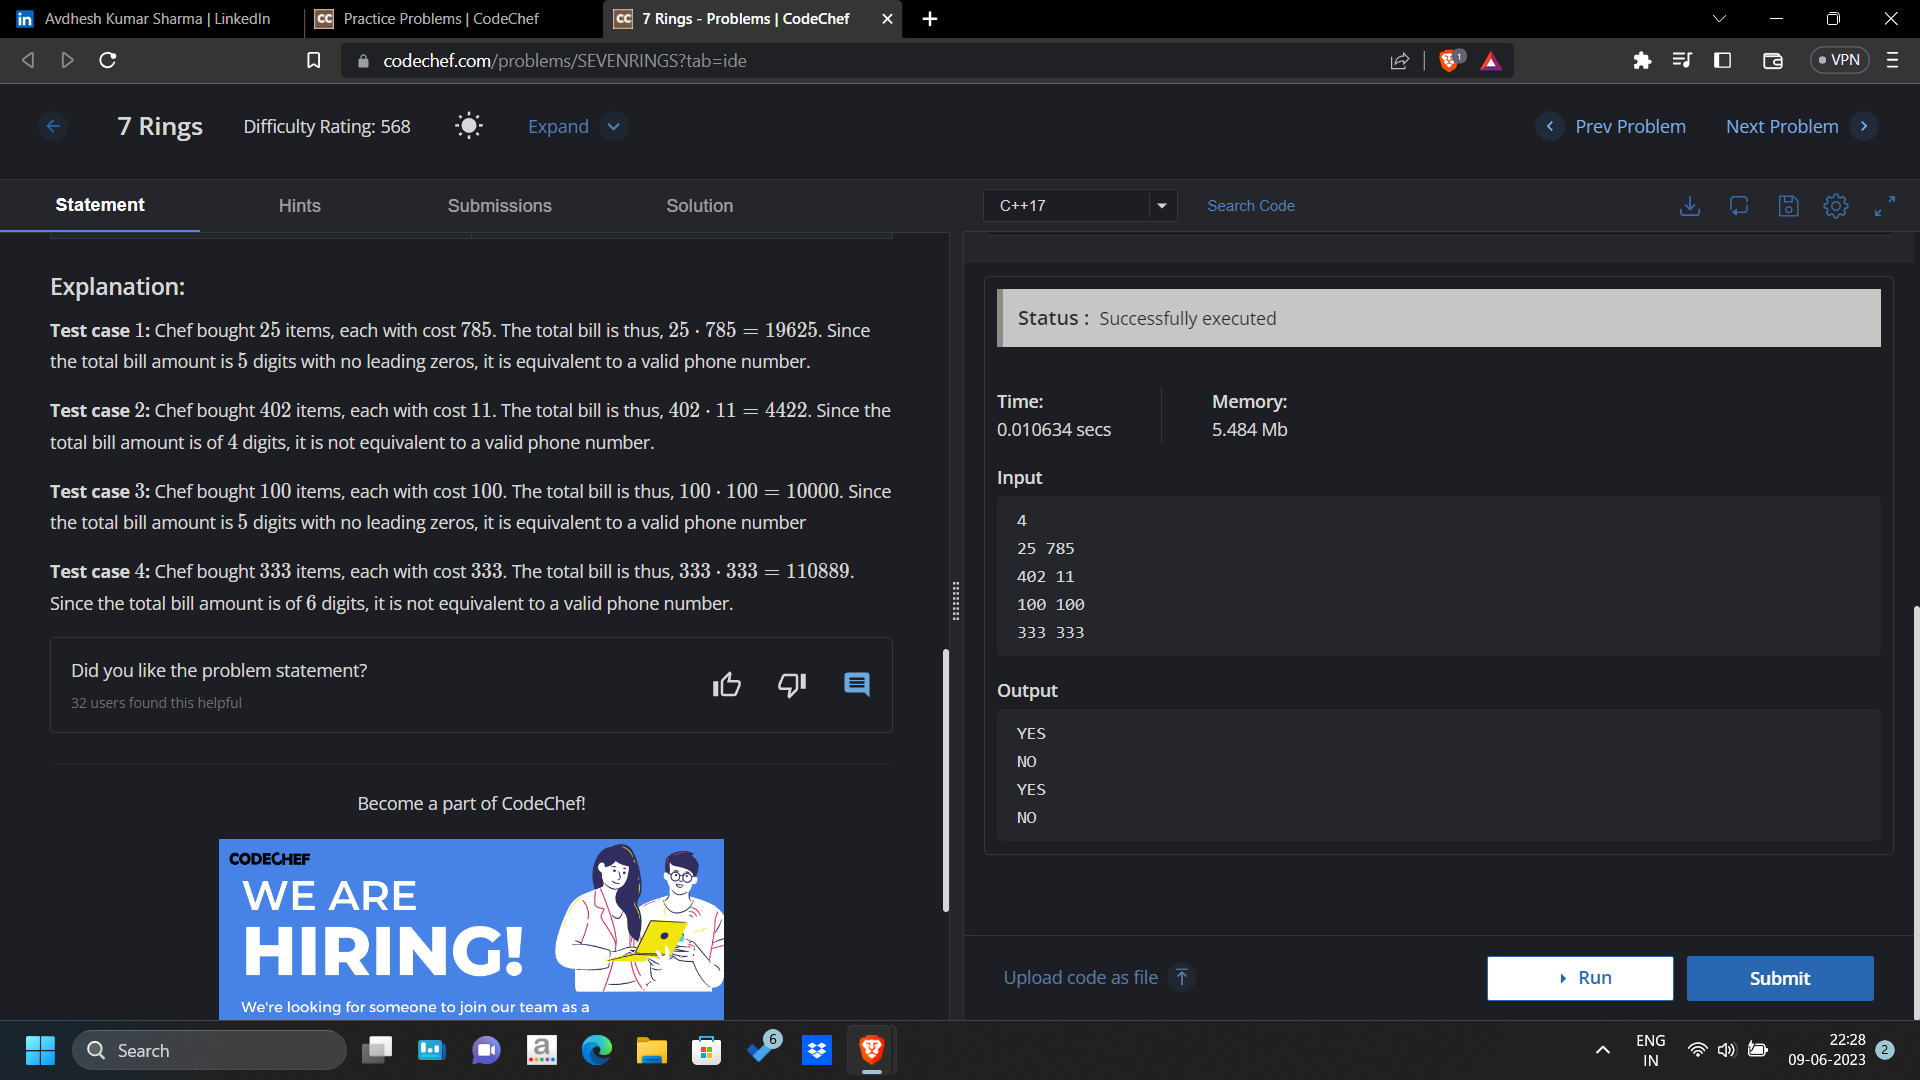 Avdhesh Kumar Sharma | LinkedIn
Practice Problems | CodeChef
7 Rings - Problems | CodeChef
codechef.com/problems/SEVENRINGS?tab=ide
1
VPN
7 Rings
Difficulty Rating: 568
Expand
Prev Problem
Next Problem
Statement
Hints
Submissions
Solution
C++17
Search Code
Explanation:
Test case 1: Chef bought 25 items, each with cost 785. The total bill is thus, 25 · 785 = 19625. Since
the total bill amount is 5 digits with no leading zeros, it is equivalent to a valid phone number.
Test case 2: Chef bought 402 items, each with cost 11. The total bill is thus, 402 · 11 = 4422. Since the
total bill amount is of 4 digits, it is not equivalent to a valid phone number.
Test case 3: Chef bought 100 items, each with cost 100. The total bill is thus, 100 · 100 = 10000. Since
the total bill amount is 5 digits with no leading zeros, it is equivalent to a valid phone number
Test case 4: Chef bought 333 items, each with cost 333. The total bill is thus, 333 · 333 = 110889.
Since the total bill amount is of 6 digits, it is not equivalent to a valid phone number.
Did you like the problem statement?
32 users found this helpful
Become a part of CodeChef!
CODECHEF
WE ARE
HIRING!
We're looking for someone to join our team as a
Status : Successfully executed
Time:
0.010634 secs
Memory:
5.484 Mb
Input
4
25 785
402 11
100 100
333 333
Output
YES
NO
YES
NO
Upload code as file
Run
Submit
Search
6
ENG
IN
22:28
09-06-2023
2